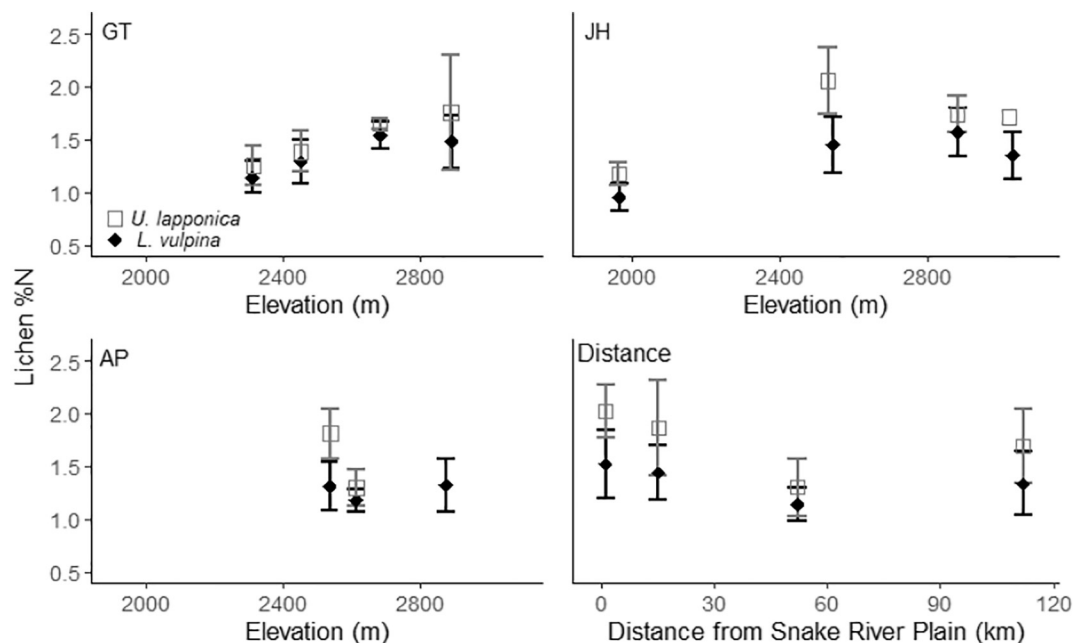 GT
2.5
2.0
1.5
1.0
0.5
U. lapponica
L. vulpina
2000 2400 2800
Elevation (m)
JH
2000 2400 2800
Elevation (m)
Lichen %N
AP
2.5
2.0
1.5
1.0
0.5
2000 2400 2800
Elevation (m)
Distance
0 30 60 90 120
Distance from Snake River Plain (km)